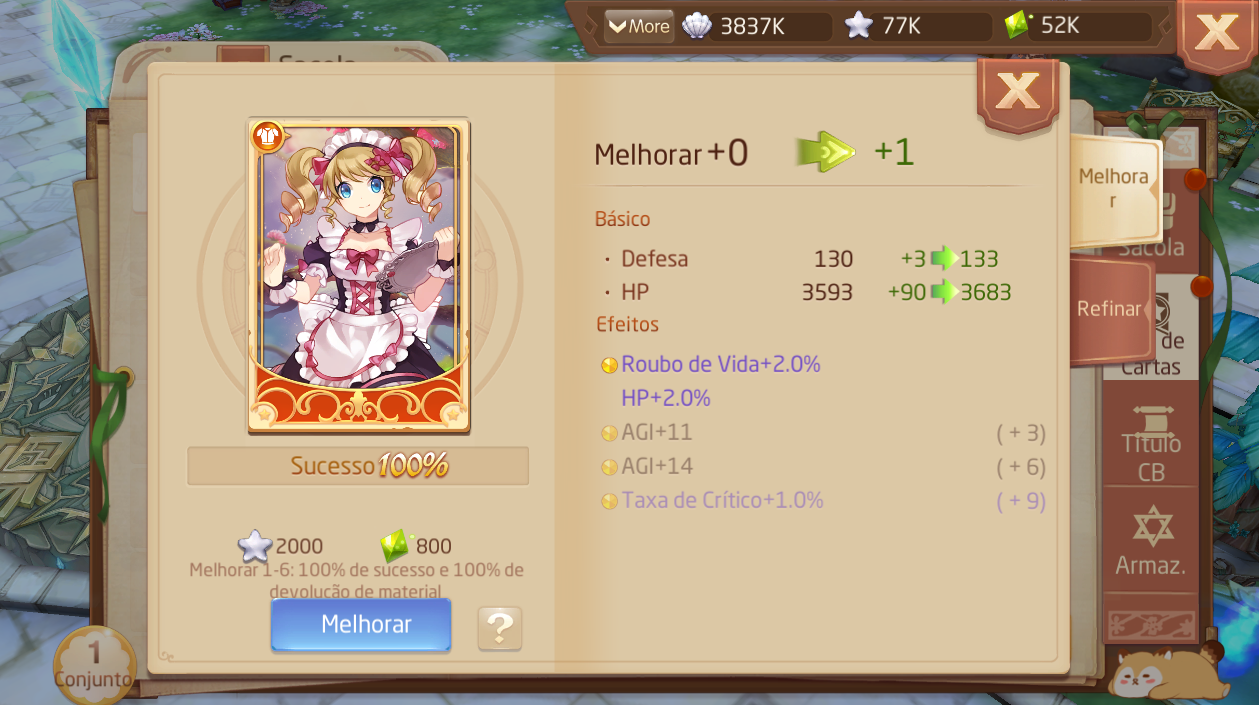 More
3837K
77K
52K
Sacola
Melhorar +0
+1
Básico
· Defesa 130 +3 133
· HP 3593 +90 3683
Efeitos
Roubo de Vida+2.0%
HP+2.0%
AGI+11 ( + 3)
AGI+14 ( + 6)
Taxa de Crítico+1.0% ( + 9)
Sucesso 100%
2000
800
Melhorar 1-6: 100% de sucesso e 100% de
devolução de material
Melhorar
?
1
Conjunto
Melhora
r
Refinar
Sacola
de
Cartas
Título
CB
Armaz.